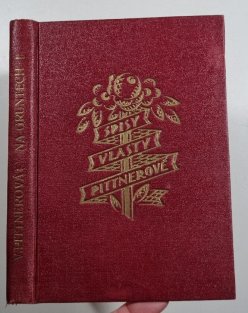 SPISY
VLASTY
PITTNEROVÉ
V. PITTNEROVÁ: NA GRUNTECH I